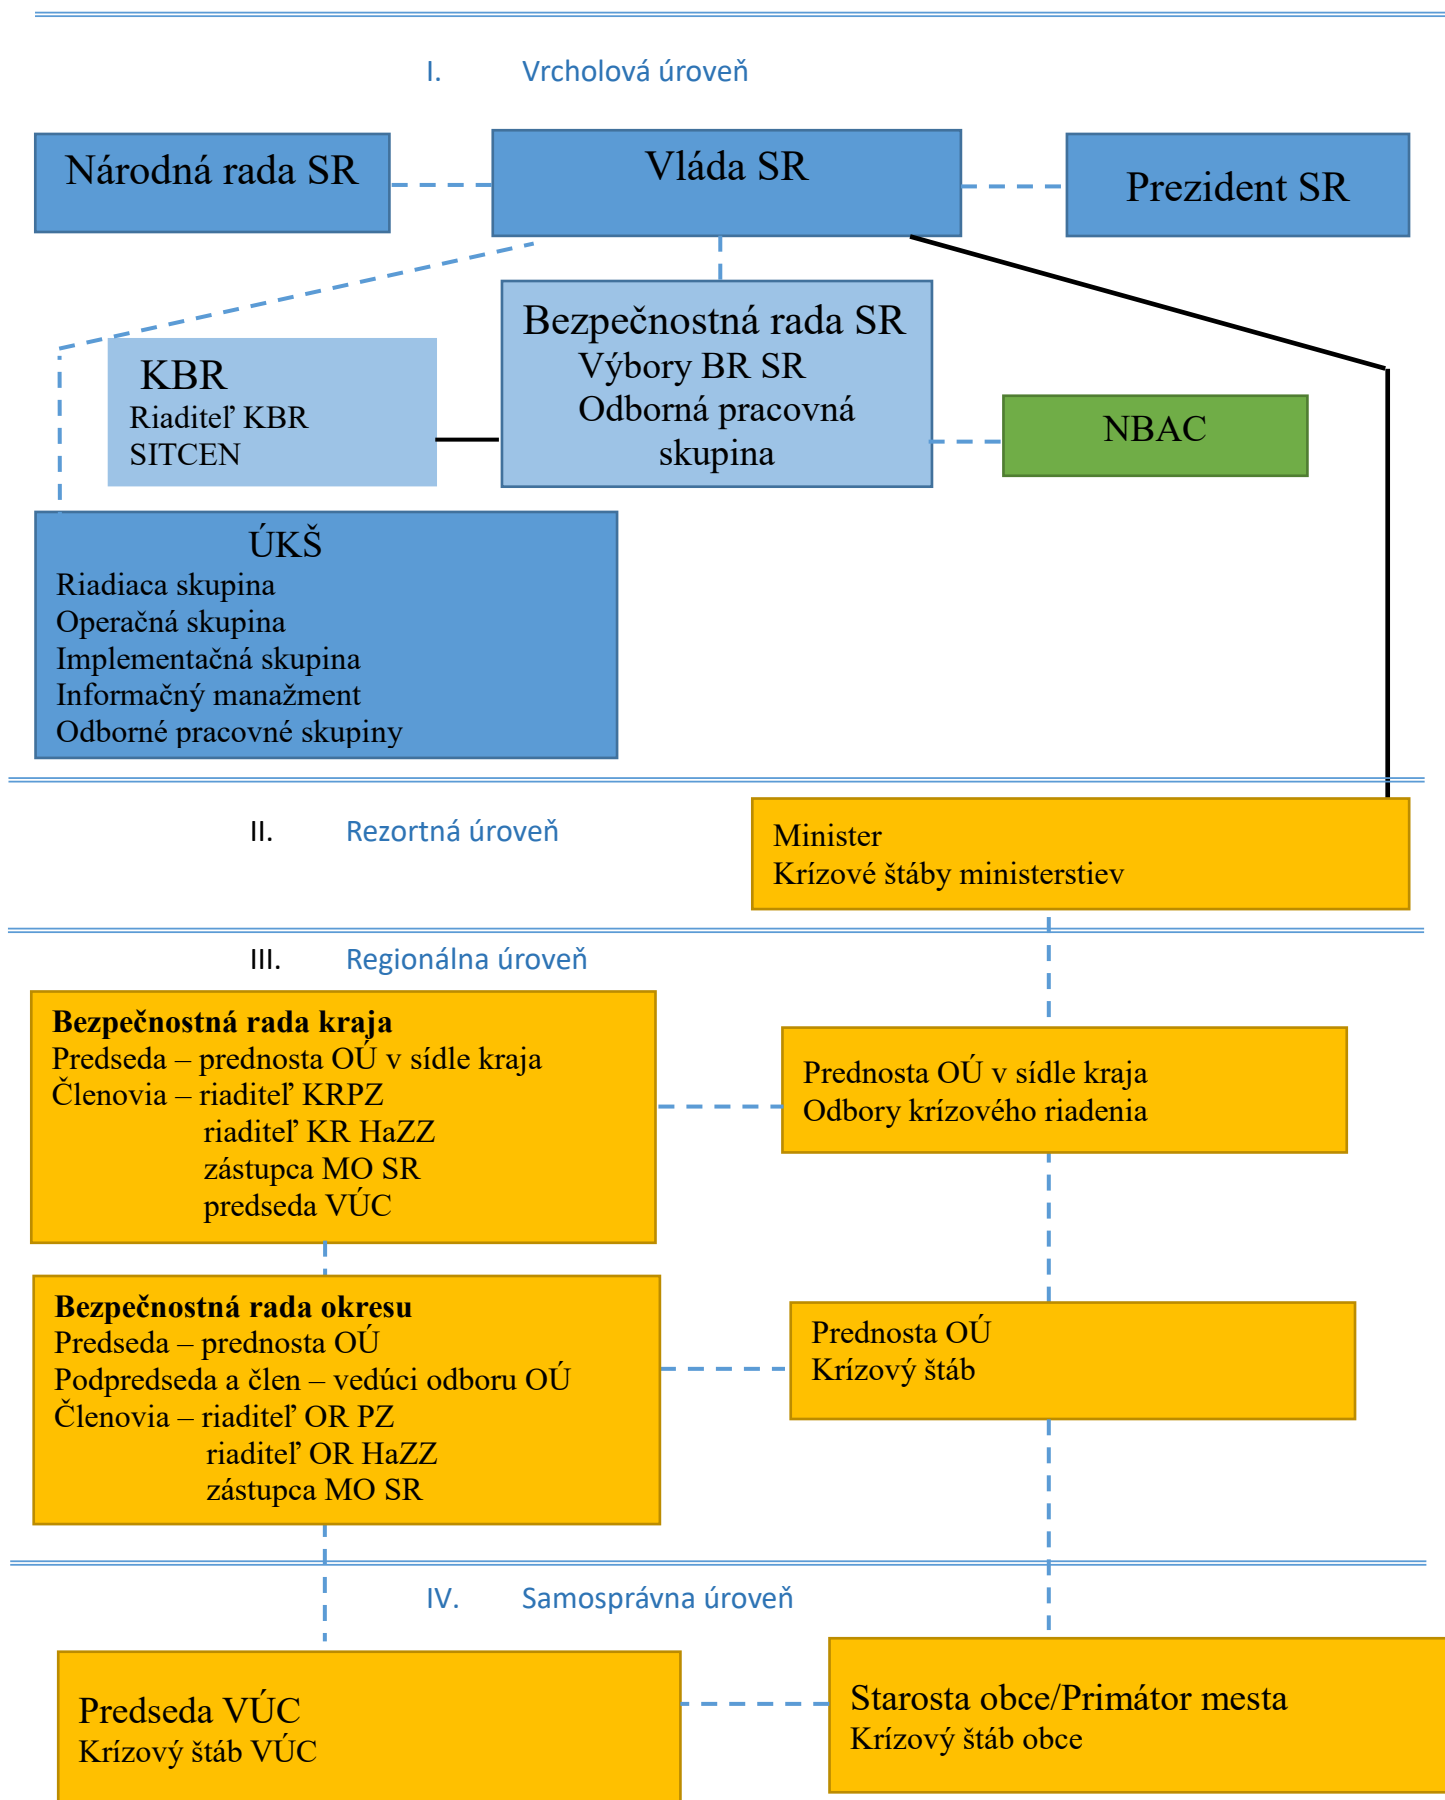 I. Vrcholová úroveň
Národná rada SR
Vláda SR
Prezident SR
Bezpečnostná rada SR
Výbory BR SR
Odborná pracovná
skupina
KBR
Riaditeľ KBR
SITCEN
NBAC
ÚKŠ
Riadiaca skupina
Operačná skupina
Implementačná skupina
Informačný manažment
Odborné pracovné skupiny
II. Rezortná úroveň
Minister
Krízové štáby ministerstiev
III. Regionálna úroveň
Bezpečnostná rada kraja
Predseda – prednosta OÚ v sídle kraja
Členovia – riaditeľ KRPZ
riaditeľ KR HaZZ
zástupca MO SR
predseda VÚC
Prednosta OÚ v sídle kraja
Odbory krízového riadenia
Bezpečnostná rada okresu
Predseda – prednosta OÚ
Podpredseda a člen – vedúci odboru OÚ
Členovia – riaditeľ OR PZ
riaditeľ OR HaZZ
zástupca MO SR
Prednosta OÚ
Krízový štáb
IV. Samosprávna úroveň
Predseda VÚC
Krízový štáb VÚC
Starosta obce/Primátor mesta
Krízový štáb obce